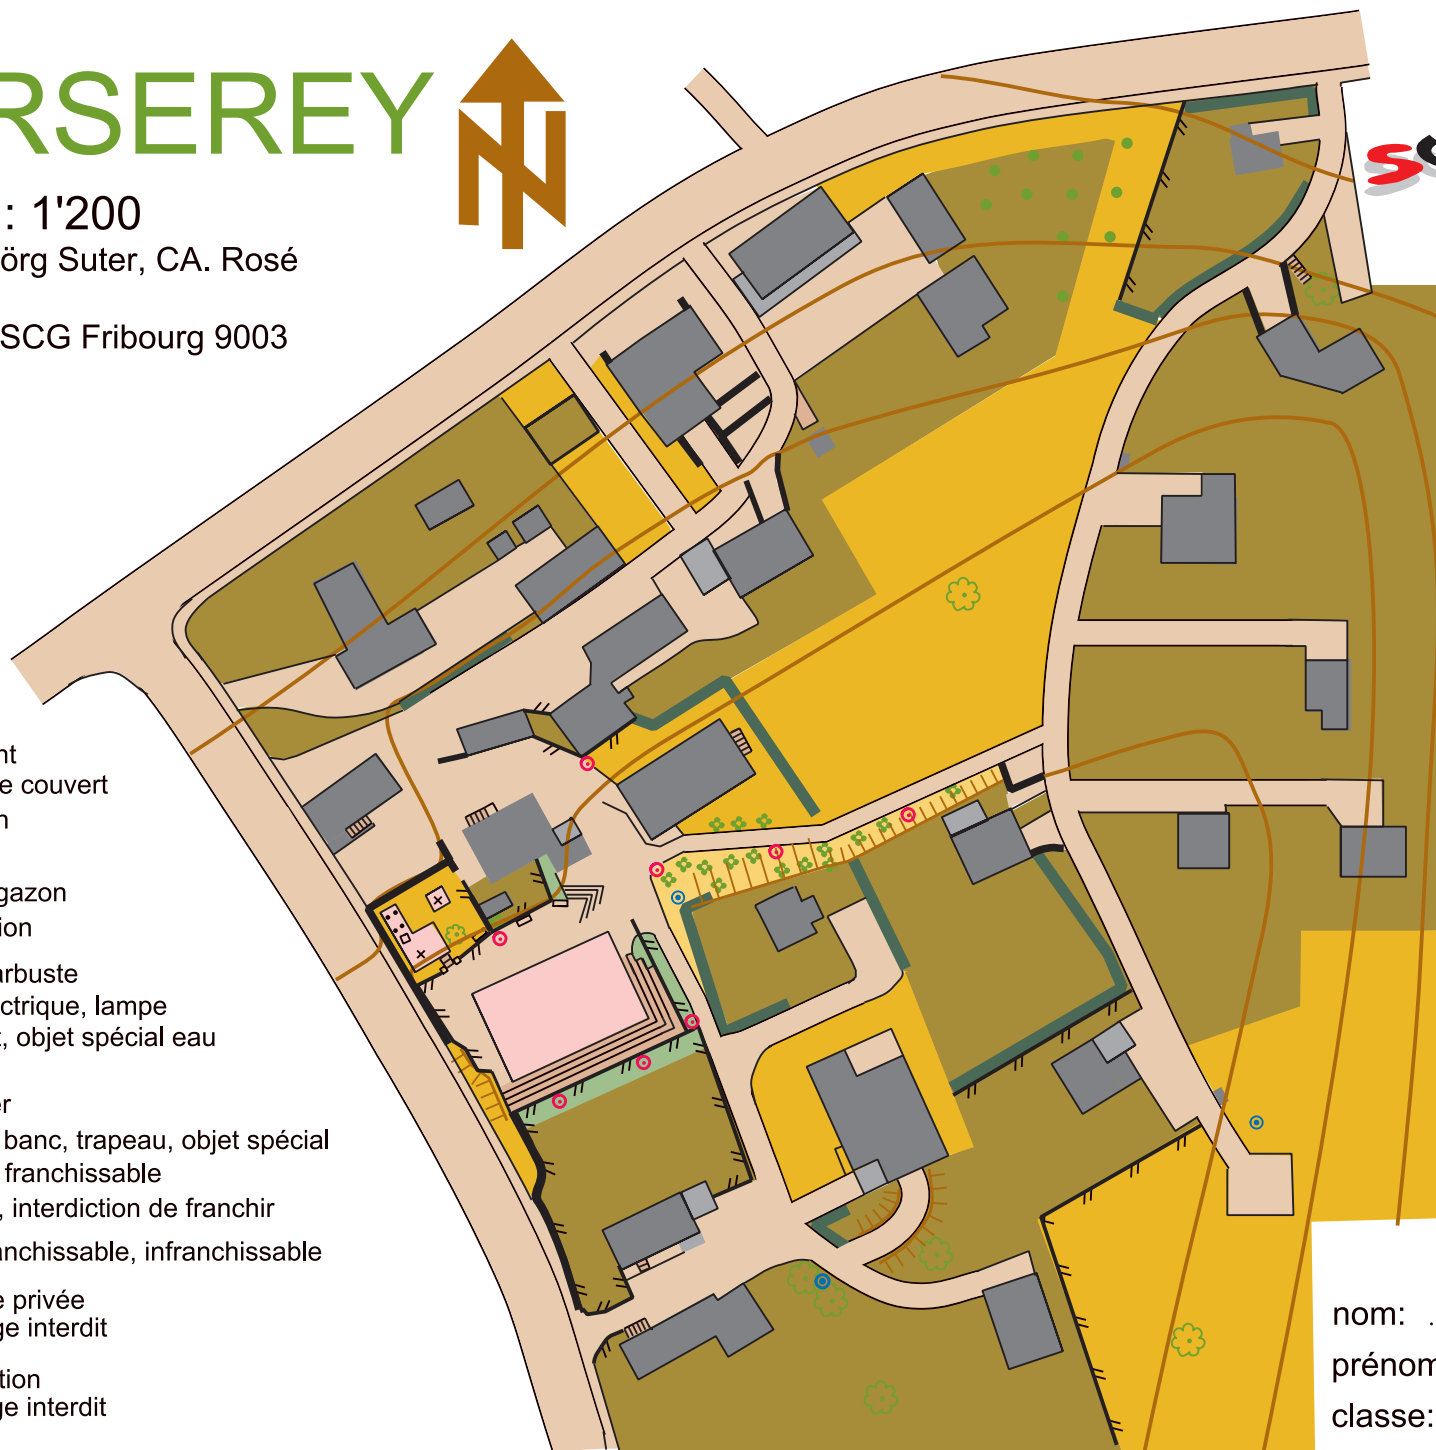 RSEREY
N
: 1'200
örg Suter, CA. Rosé
SCG Fribourg 9003
nt
e couvert
n
gazon
ion
arbuste
ctrique, lampe
t, objet spécial eau
er
banc, trapeau, objet spécial
franchissable
, interdiction de franchir
anchissable, infranchissable
e privée
ge interdit
tion
ge interdit
nom: .
prénom
classe: